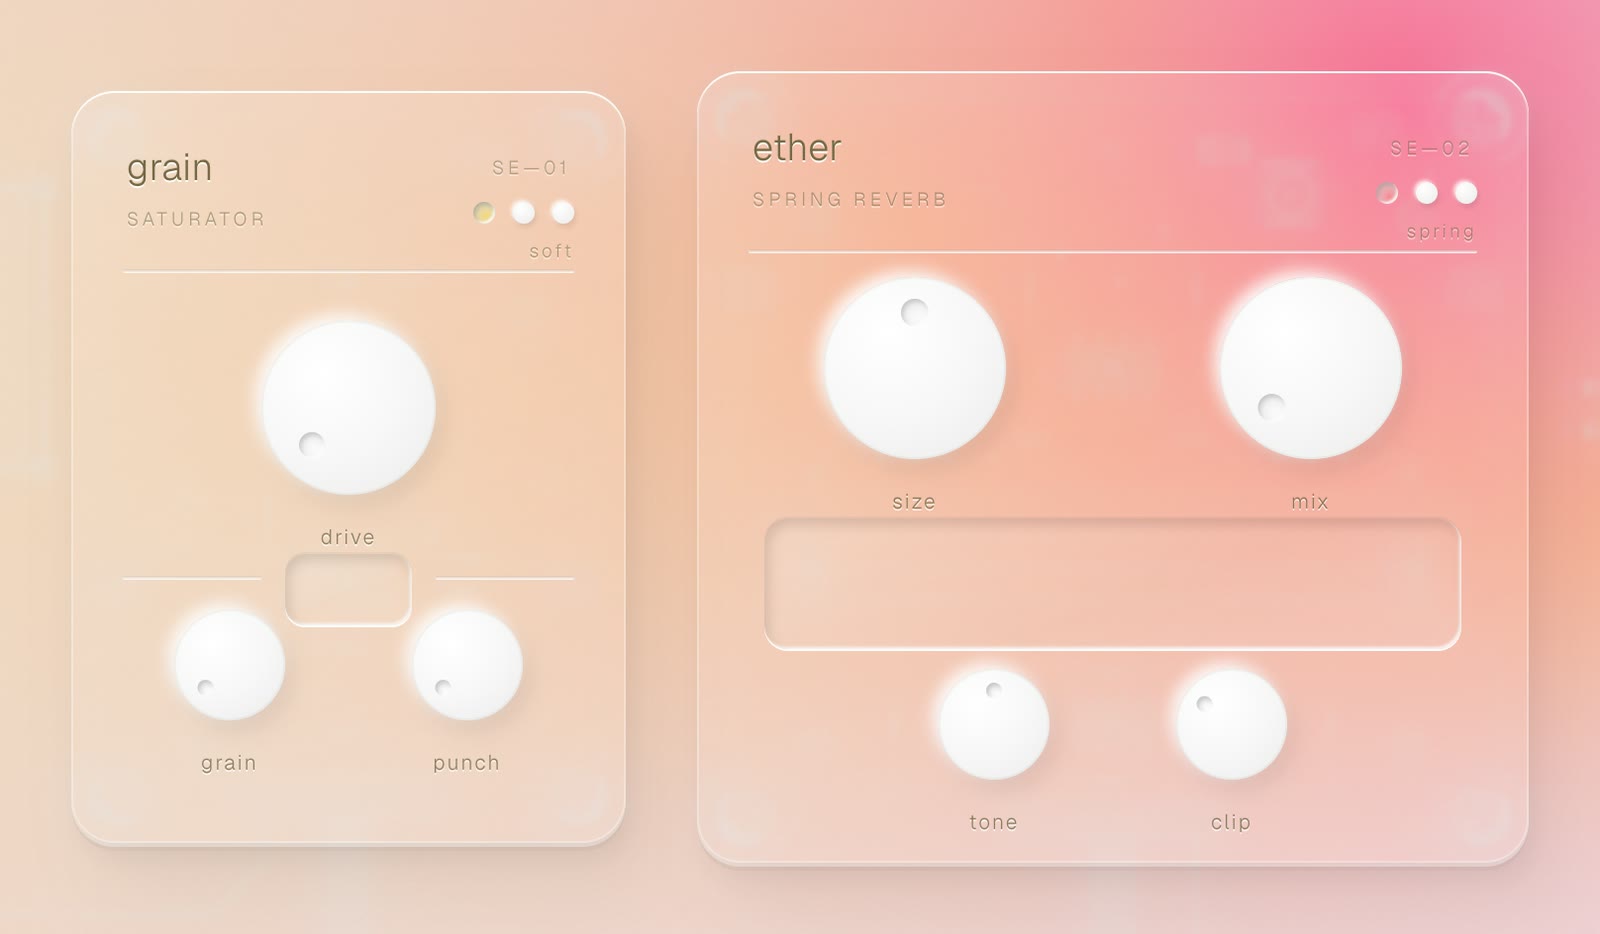 grain
SE—01
SATURATOR
soft
drive
grain
punch
ether
SE—02
SPRING REVERB
spring
size
mix
tone
clip